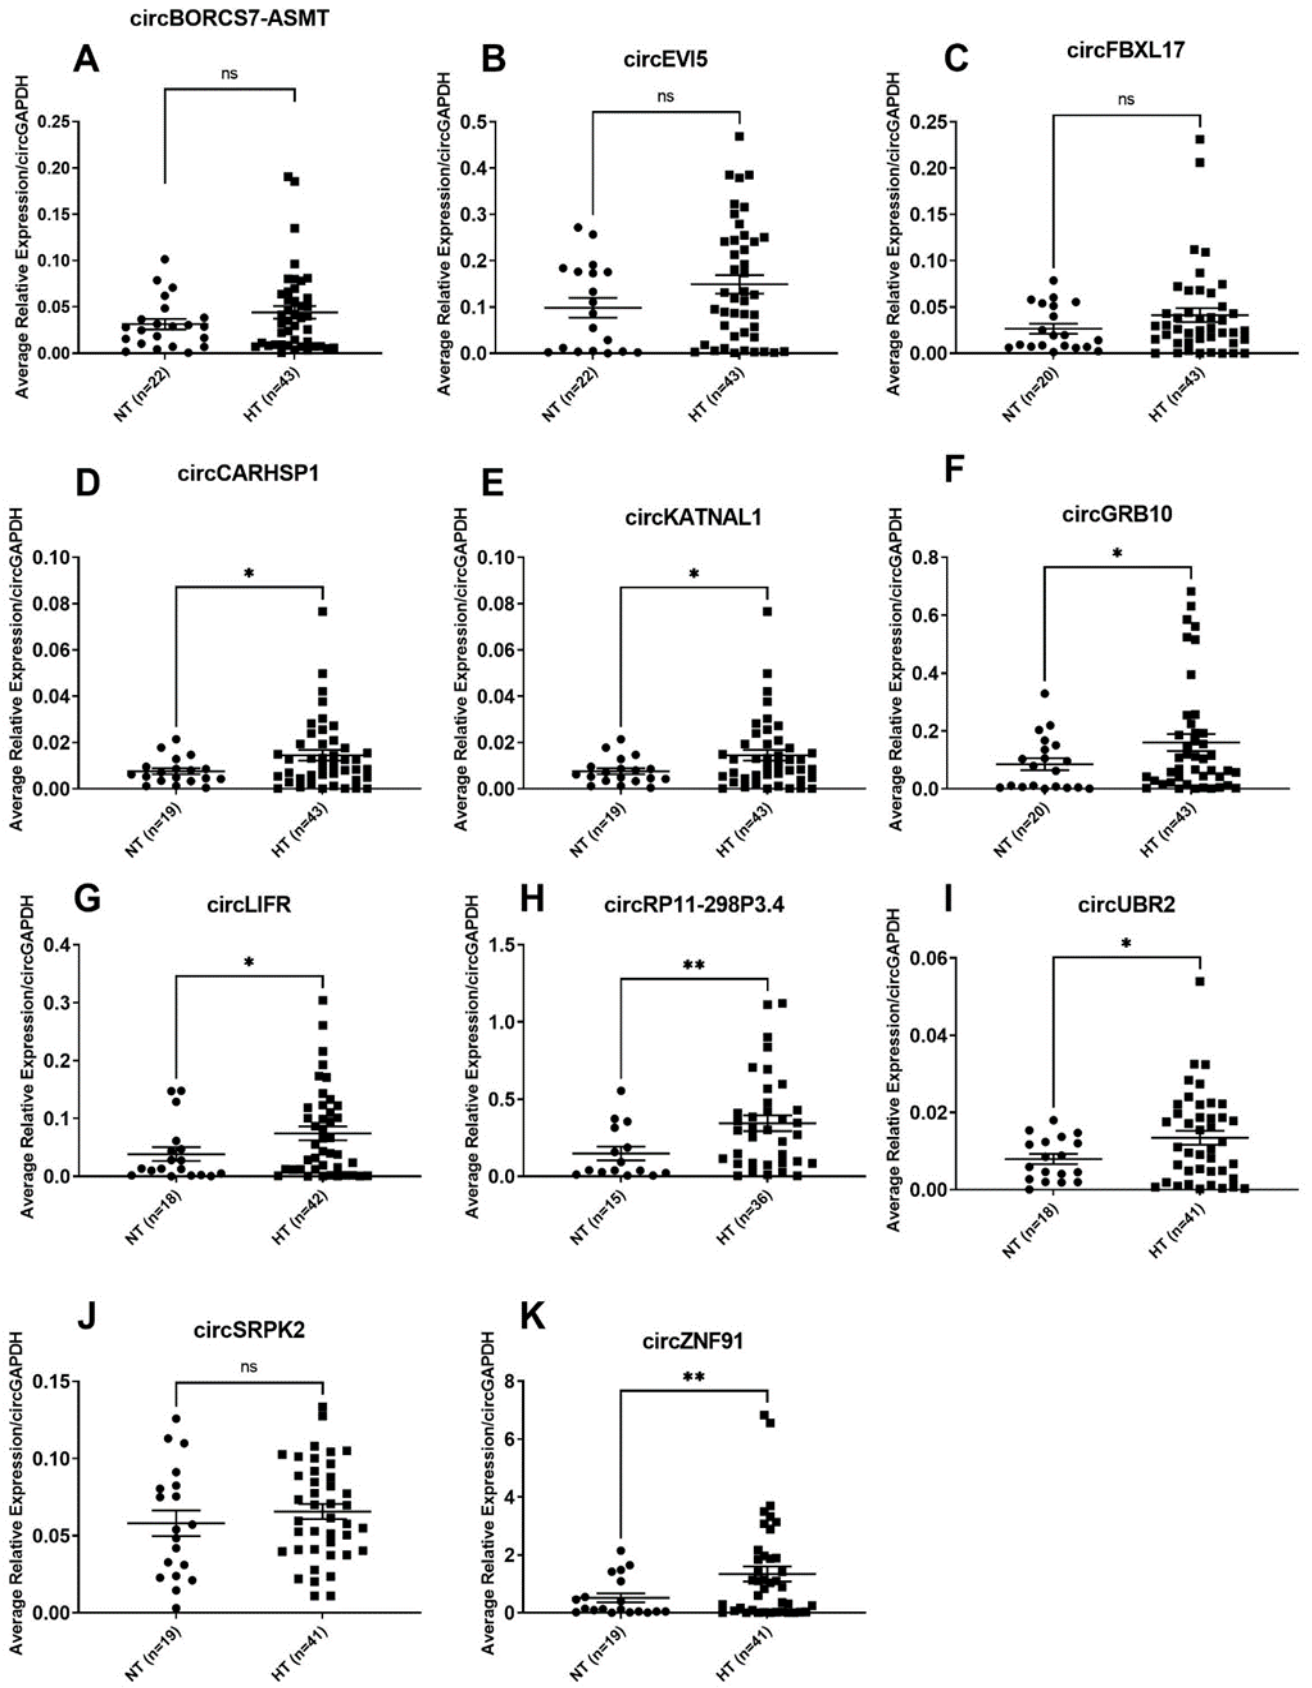 circBORCS7-ASMT
A
ns
Average Relative Expression/circGAPDH
0.25
0.20
0.15
0.10
0.05
0.00
NT (n=22)
HT (n=43)
B
circEVI5
ns
Average Relative Expression/circGAPDH
0.5
0.4
0.3
0.2
0.1
0.0
NT (n=22)
HT (n=43)
C
circFBXL17
ns
Average Relative Expression/circGAPDH
0.25
0.20
0.15
0.10
0.05
0.00
NT (n=20)
HT (n=43)
D
circCARHSP1
*
Average Relative Expression/circGAPDH
0.10
0.08
0.06
0.04
0.02
0.00
NT (n=19)
HT (n=43)
E
circKATNAL1
*
Average Relative Expression/circGAPDH
0.10
0.08
0.06
0.04
0.02
0.00
NT (n=19)
HT (n=43)
F
circGRB10
*
Average Relative Expression/circGAPDH
0.8
0.6
0.4
0.2
0.0
NT (n=20)
HT (n=43)
G
circLIFR
*
Average Relative Expression/circGAPDH
0.4
0.3
0.2
0.1
0.0
NT (n=18)
HT (n=42)
H
circRP11-298P3.4
**
Average Relative Expression/circGAPDH
1.5
1.0
0.5
0.0
NT (n=15)
HT (n=36)
I
circUBR2
*
Average Relative Expression/circGAPDH
0.06
0.04
0.02
0.00
NT (n=18)
HT (n=41)
J
circSRPK2
ns
Average Relative Expression/circGAPDH
0.15
0.10
0.05
0.00
NT (n=19)
HT (n=41)
K
circZNF91
**
Average Relative Expression/circGAPDH
8
6
4
2
0
NT (n=19)
HT (n=41)